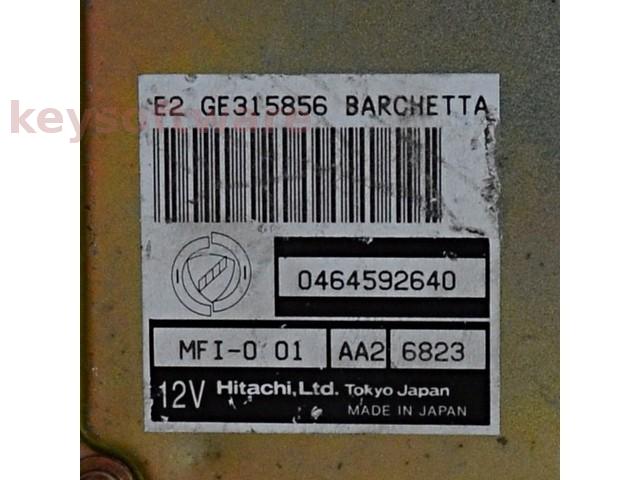 E2 GE315856 BARCHETTA
keysoftware
0464592640
MFI-0 01 AA2 6823
12V Hitachi, Ltd. Tokyo Japan
MADE IN JAPAN